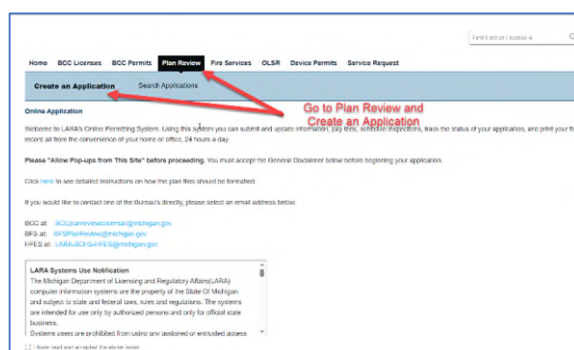 Home BCC Licenses BCC Permits Plan Review Fire Services OLSR Device Permits Service Request
Create an Application Search Applications
Go to Plan Review and
Create an Application
Online Application
Welcome to LARA's Online Permitting System. Using this system you can submit and update information, pay fees, schedule inspections, track the status of your application, and print your
record all from the convenience of your home or office, 24 hours a day.
Please "Allow Pop-ups from This Site" before proceeding. You must accept the General Disclaimer below before beginning your application.
Click here to see detailed instructions on how the plan files should be formatted.
If you would like to contact one of the Bureau's directly, please select an email address below.
BCC at:
BFS at: BFSPlanReview@michigan.gov
HFES at: LARA-BCHS-HFES@michigan.gov
LARA Systems Use Notification
The Michigan Department of Licensing and Regulatory Affairs(LARA)
computer information systems are the property of the State Of Michigan
and subject to state and federal laws, rules and regulations. The systems
are intended for use only by authorized persons and only for official state
business.
Systems users are prohibited from using any assigned or entrusted access
I have read and accepted the above terms